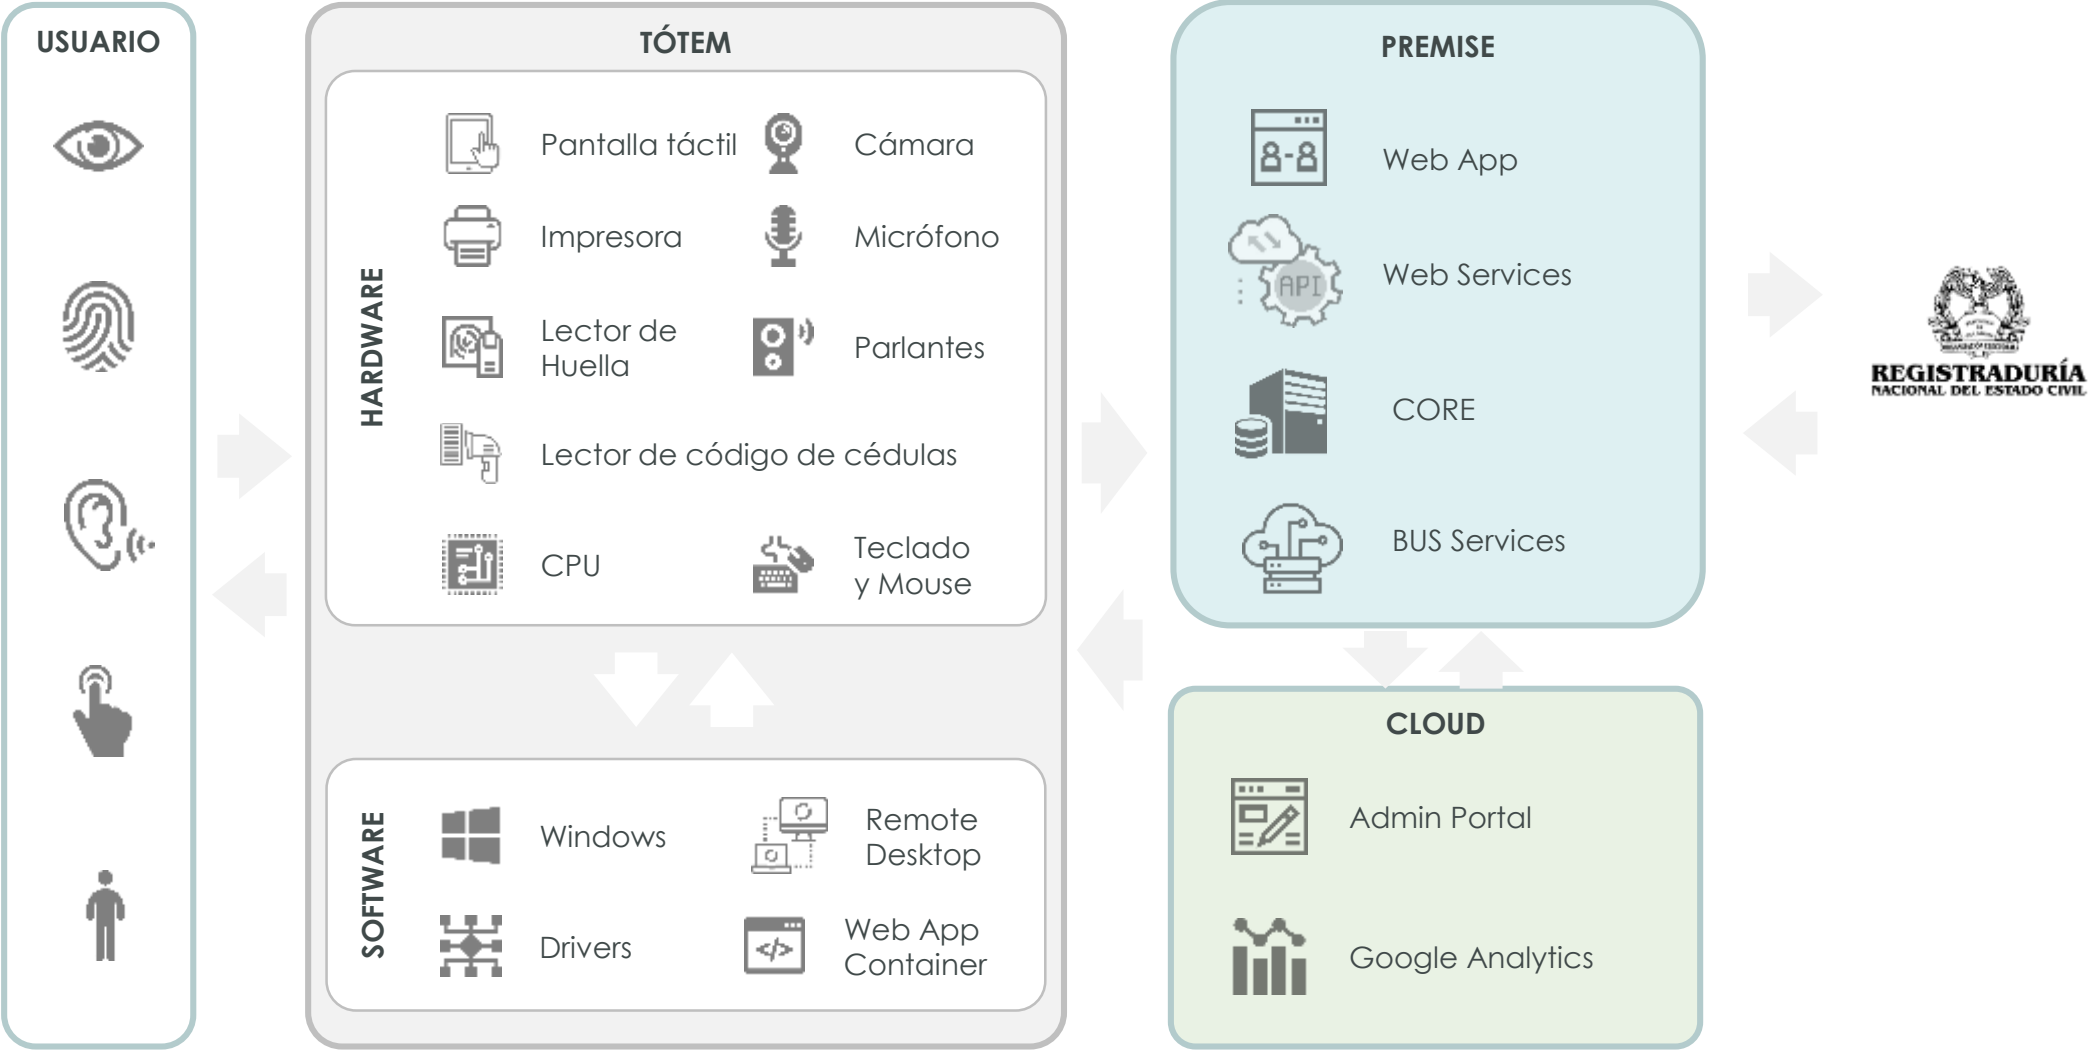 USUARIO
TÓTEM
HARDWARE
Pantalla táctil
Cámara
Impresora
Micrófono
Lector de
Huella
Parlantes
Lector de código de cédulas
CPU
Teclado
y Mouse
SOFTWARE
Windows
Remote
Desktop
Drivers
Web App
Container
PREMISE
Web App
API
Web Services
CORE
BUS Services
CLOUD
Admin Portal
Google Analytics
REGISTRADURÍA
NACIONAL DEL ESTADO CIVIL